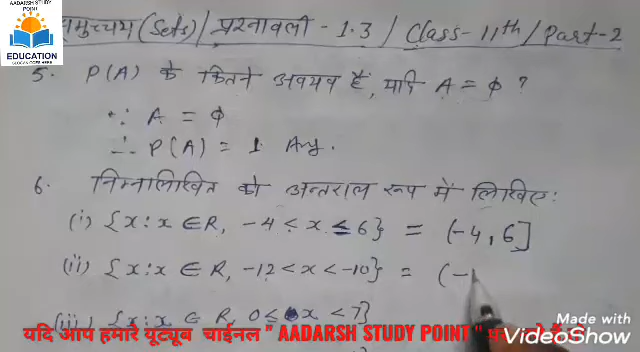 AADARSH STUDY POINT
EDUCATION
समुच्चय (Sets) / प्रश्नावली - 1.3 / Class - 11th / Part-2
5. P(A) के कितने अवयव हैं, यदि A = ϕ ?
∵ A = ϕ
∴ P(A) = 1 Ans.
6. निम्नलिखित को अन्तराल रूप में लिखिए:
(i) {x : x ∈ R, -4 < x ≤ 6} = (-4, 6]
(ii) {x : x ∈ R, -12 < x < -10} = (-1
(iii) {x : x ∈ R, 0 ≤ x < 7}
Created with
VideoShow
यदि आप हमारे यूट्यूब चाईनल " AADARSH STUDY POINT "